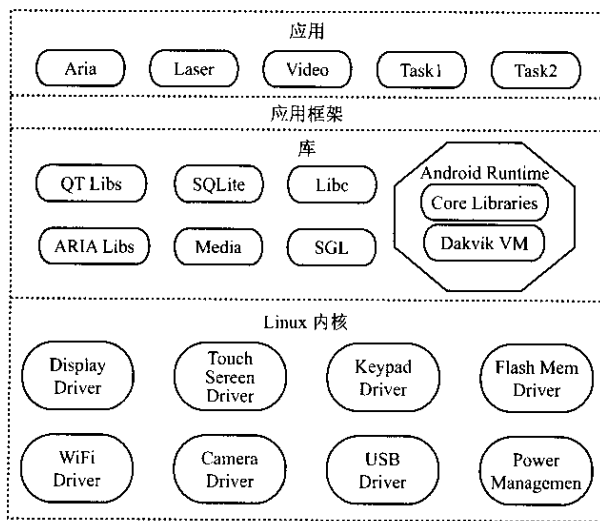 应用
Aria Laser Video Task1 Task2
应用框架
库
QT Libs SQLite Libc
Android Runtime
Core Libraries
ARIA Libs Media SGL
Dakvik VM
Linux 内核
Display
Driver
Touch
Sereen
Driver
Keypad
Driver
Flash Mem
Driver
WiFi
Driver
Camera
Driver
USB
Driver
Power
Managemen